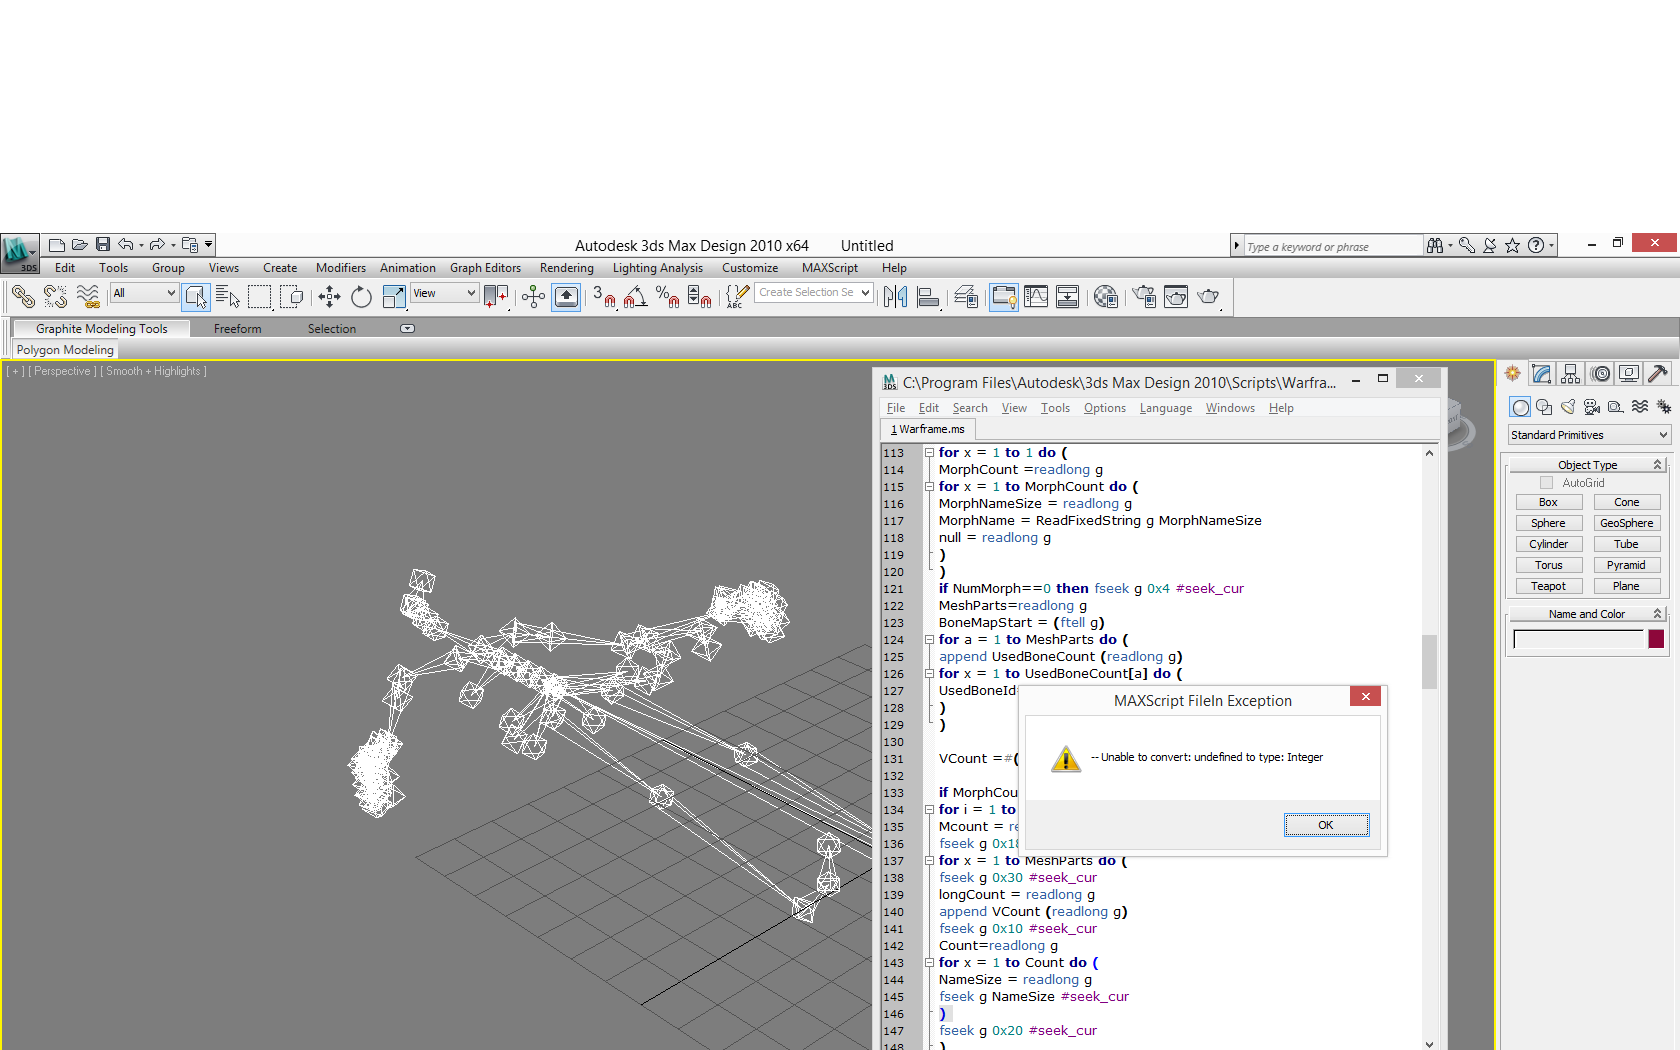 Autodesk 3ds Max Design 2010 x64 Untitled
Type a keyword or phrase
3DS
Edit Tools Group Views Create Modifiers Animation Graph Editors Rendering Lighting Analysis Customize MAXScript Help
All
View
3
%
ABC
Create Selection Se
Graphite Modeling Tools Freeform Selection
Polygon Modeling
[ + ] [ Perspective ] [ Smooth + Highlights ]
3DS
C:\Program Files\Autodesk\3ds Max Design 2010\Scripts\Warfra...
File Edit Search View Tools Options Language Windows Help
1 Warframe.ms
113 for x = 1 to 1 do (
114 MorphCount =readlong g
115 for x = 1 to MorphCount do (
116 MorphNameSize = readlong g
117 MorphName = ReadFixedString g MorphNameSize
118 null = readlong g
119 )
120 )
121 if NumMorph==0 then fseek g 0x4 #seek_cur
122 MeshParts=readlong g
123 BoneMapStart = (ftell g)
124 for a = 1 to MeshParts do (
125 append UsedBoneCount (readlong g)
126 for x = 1 to UsedBoneCount[a] do (
127 UsedBoneId
128 )
129 )
130
131 VCount =#(
132
133 if MorphCou
134 for i = 1 to
135 Mcount = re
136 fseek g 0x18
137 for x = 1 to MeshParts do (
138 fseek g 0x30 #seek_cur
139 longCount = readlong g
140 append VCount (readlong g)
141 fseek g 0x10 #seek_cur
142 Count=readlong g
143 for x = 1 to Count do (
144 NameSize = readlong g
145 fseek g NameSize #seek_cur
146 )
147 fseek g 0x20 #seek_cur
148 )
MAXScript FileIn Exception
-- Unable to convert: undefined to type: Integer
OK
Standard Primitives
Object Type
AutoGrid
Box Cone
Sphere GeoSphere
Cylinder Tube
Torus Pyramid
Teapot Plane
Name and Color